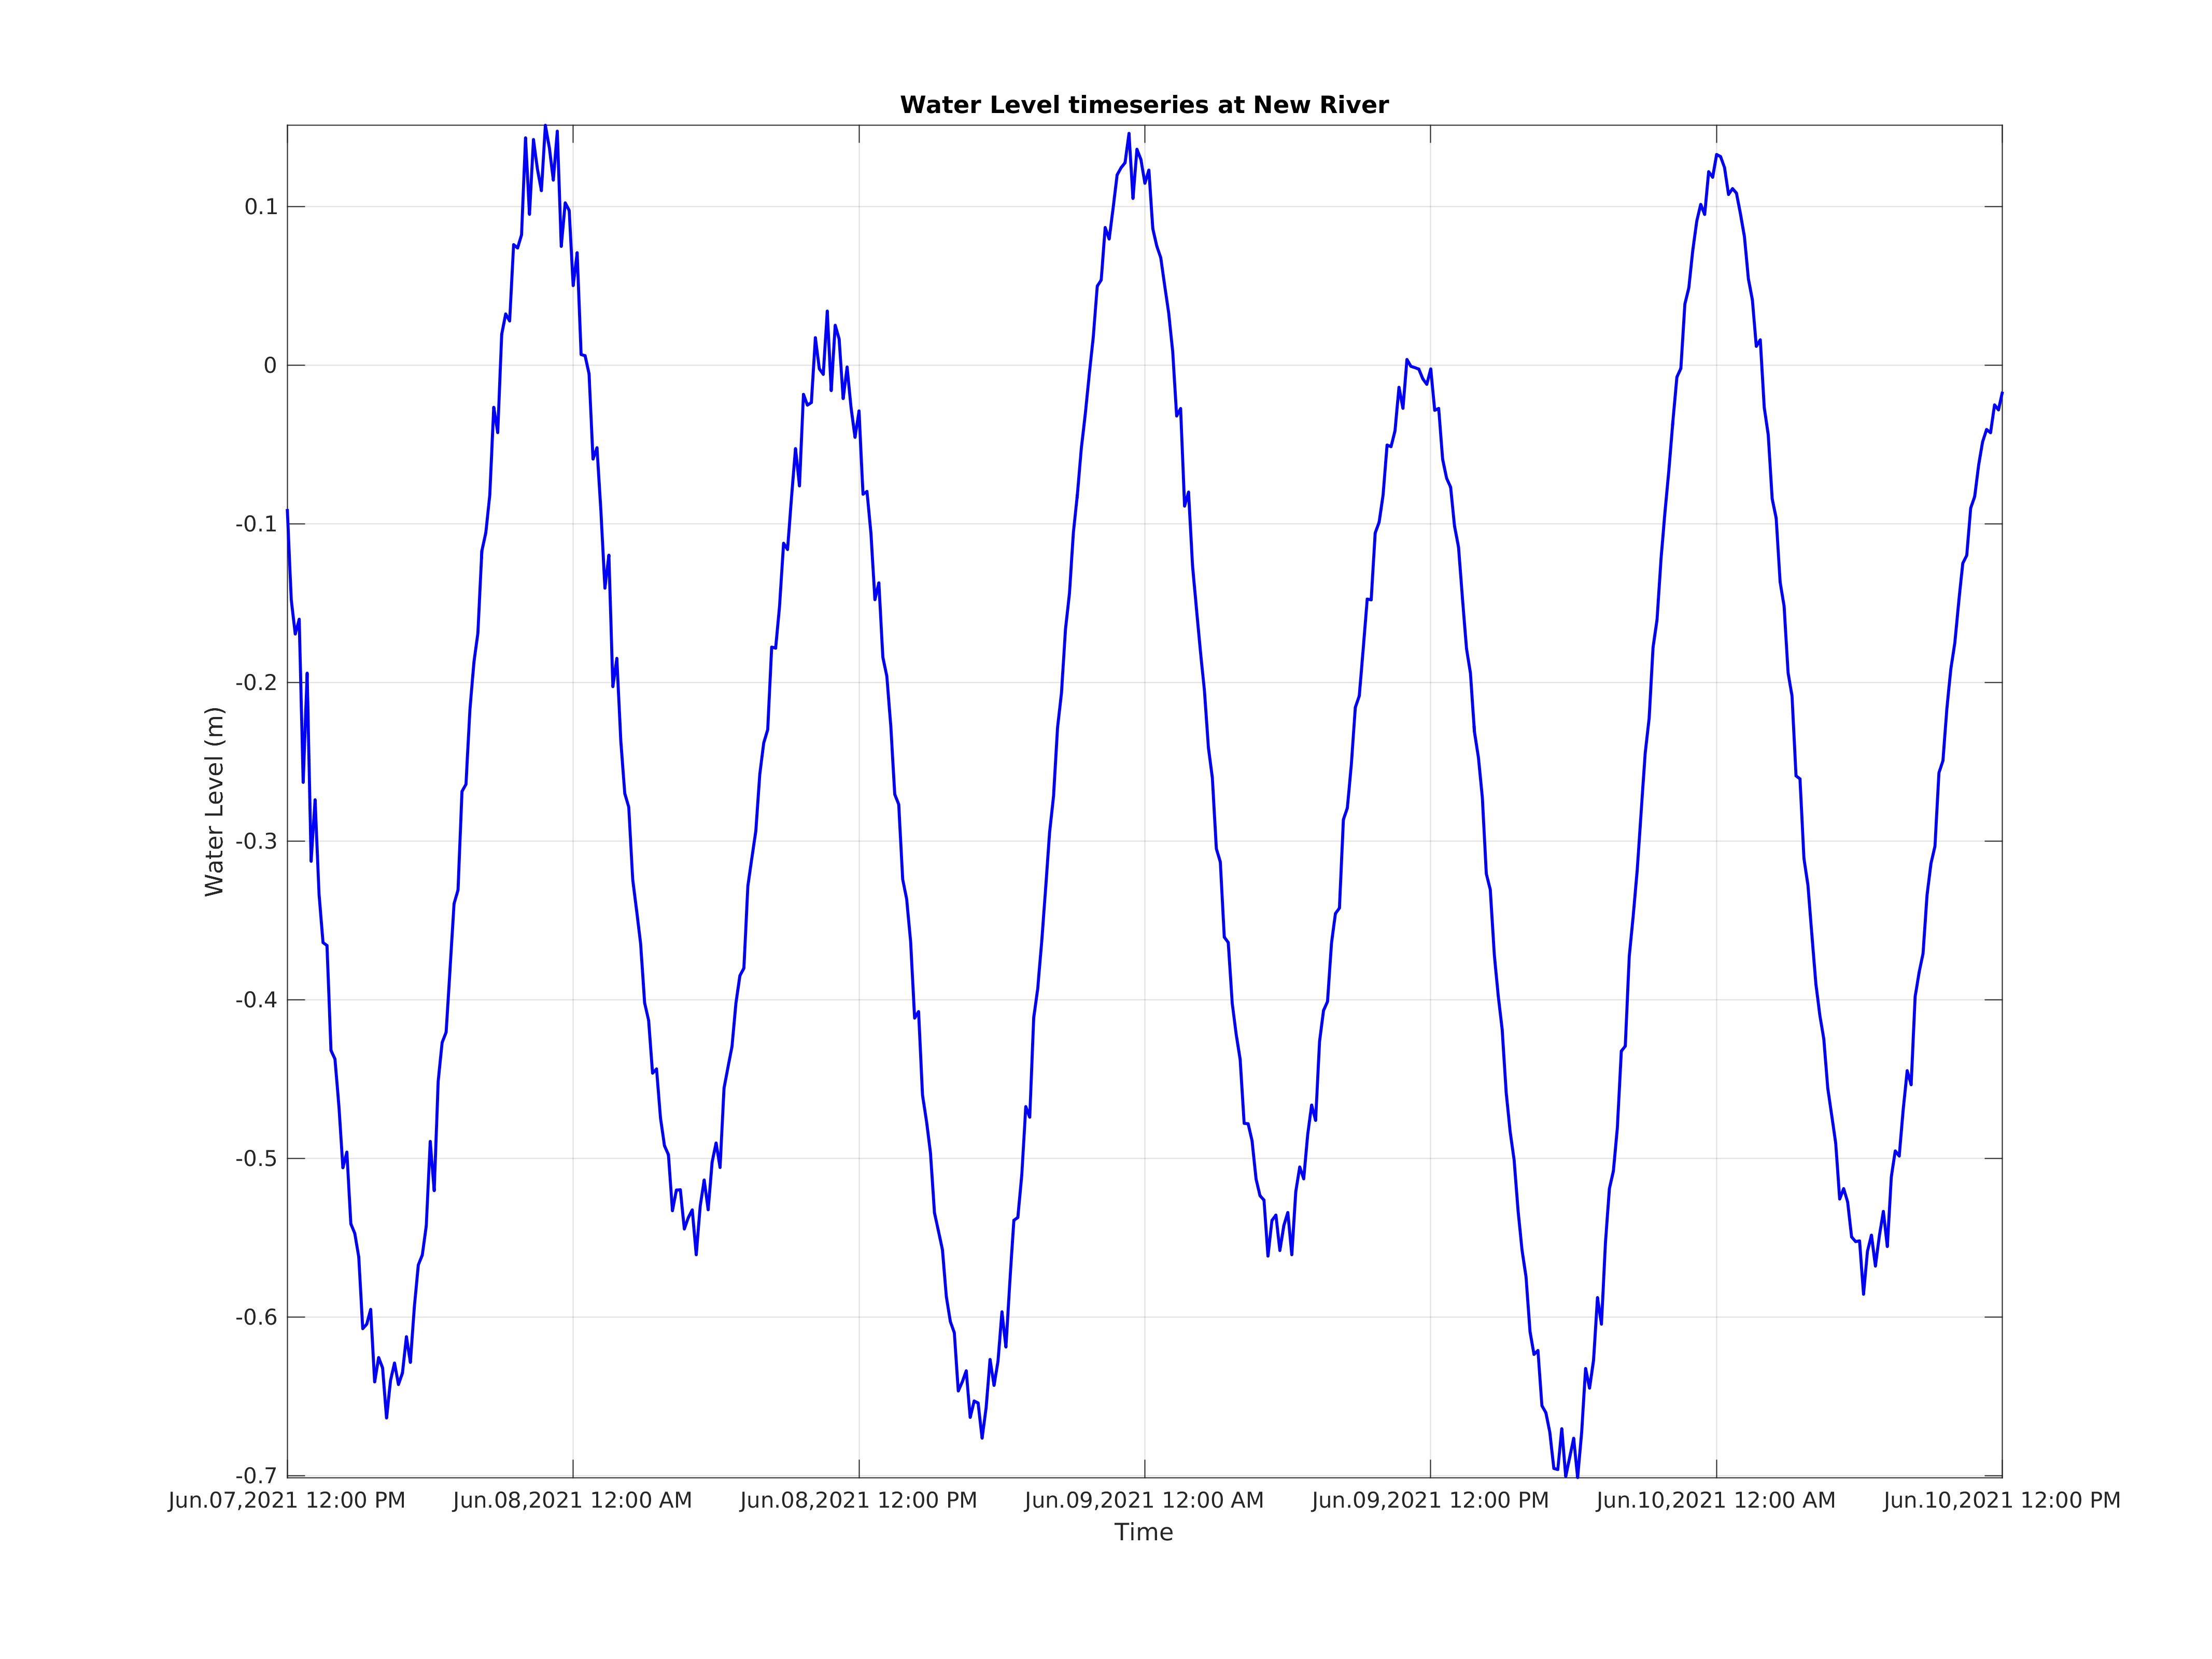 Water Level timeseries at New River
0.1
0
-0.1
-0.2
-0.3
-0.4
-0.5
-0.6
-0.7
Water Level (m)
Jun.07,2021 12:00 PM
Jun.08,2021 12:00 AM
Jun.08,2021 12:00 PM
Jun.09,2021 12:00 AM
Jun.09,2021 12:00 PM
Jun.10,2021 12:00 AM
Jun.10,2021 12:00 PM
Time